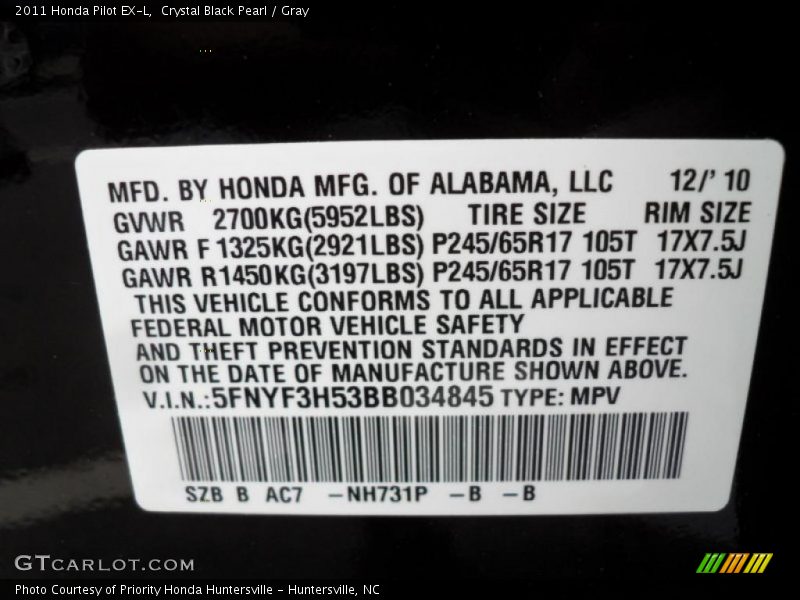 2011 Honda Pilot EX-L,  Crystal Black Pearl / Gray
MFD. BY HONDA MFG. OF ALABAMA, LLC 12/' 10
GVWR 2700KG(5952LBS) TIRE SIZE RIM SIZE
GAWR F 1325KG(2921LBS) P245/65R17 105T 17X7.5J
GAWR R1450KG(3197LBS) P245/65R17 105T 17X7.5J
THIS VEHICLE CONFORMS TO ALL APPLICABLE
FEDERAL MOTOR VEHICLE SAFETY
AND THEFT PREVENTION STANDARDS IN EFFECT
ON THE DATE OF MANUFACTURE SHOWN ABOVE.
V.I.N.:5FNYF3H53BB034845 TYPE: MPV
SZB B AC7 -NH731P -B -B
GTCARLOT.COM
Photo Courtesy of Priority Honda Huntersville - Huntersville, NC